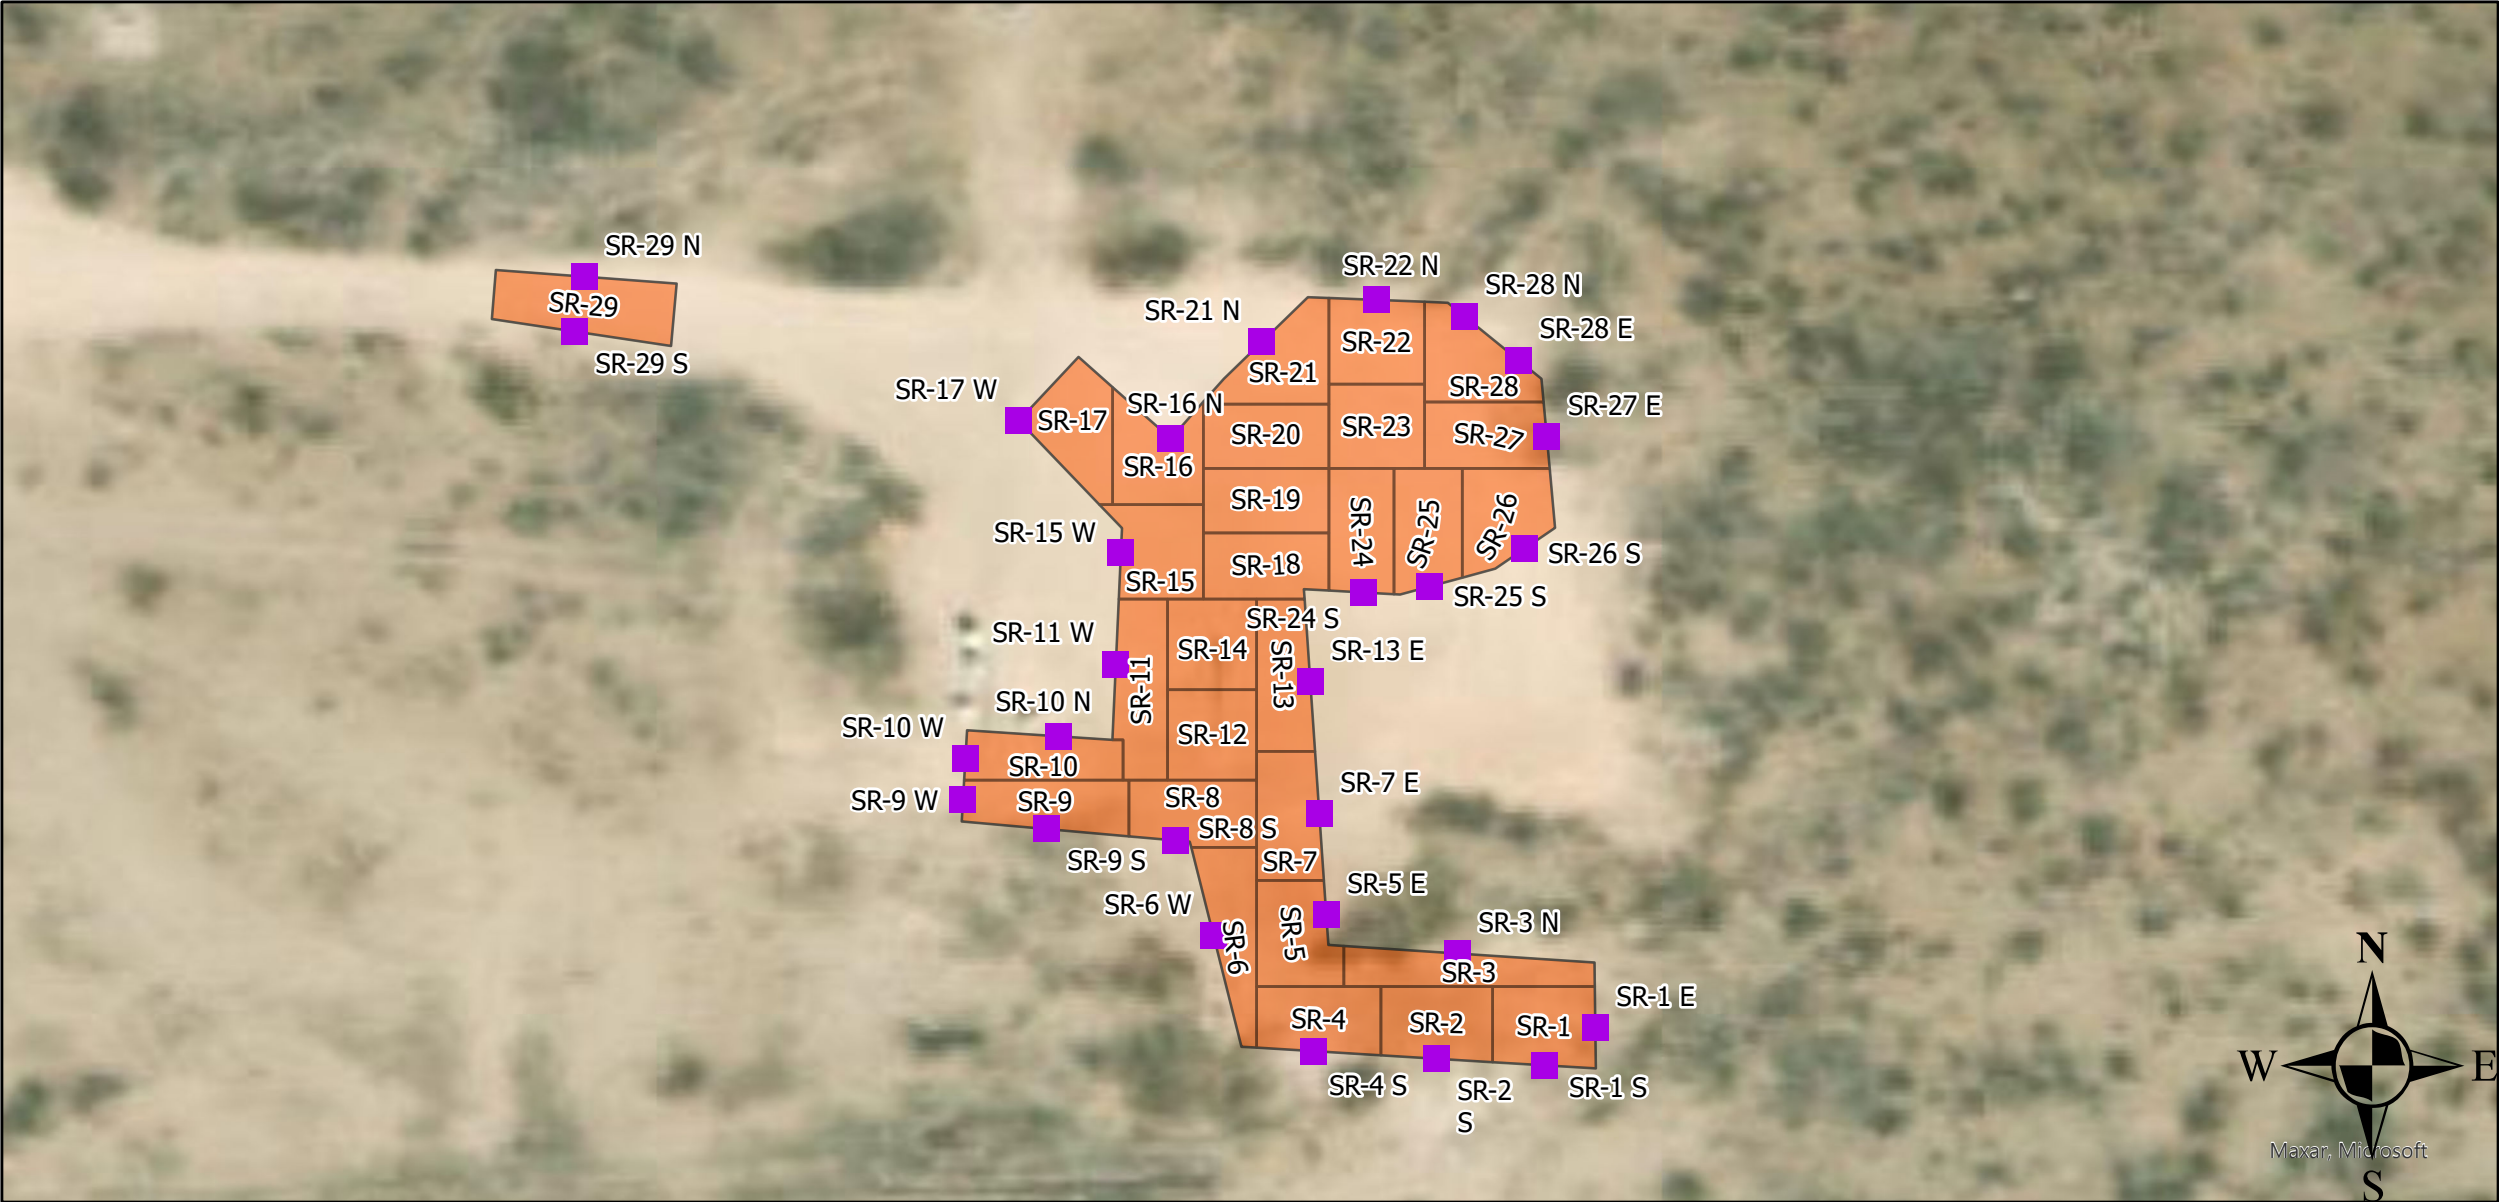 SR-29 N
SR-29
SR-29 S
SR-22 N
SR-28 N
SR-21 N
SR-28 E
SR-22
SR-21
SR-28
SR-17 W
SR-16 N
SR-27 E
SR-17
SR-20
SR-23
SR-27
SR-16
SR-19
SR-24
SR-25
SR-26
SR-15 W
SR-26 S
SR-18
SR-15
SR-25 S
SR-24 S
SR-11 W
SR-14
SR-13 E
SR-13
SR-11
SR-10 N
SR-10 W
SR-12
SR-10
SR-7 E
SR-9 W
SR-9
SR-8
SR-8 S
SR-9 S
SR-7
SR-5 E
SR-6 W
SR-3 N
SR-6
SR-5
SR-3
SR-1 E
SR-4
SR-2
SR-1
SR-4 S
SR-2
S
SR-1 S
N
W
E
Maxar, Microsoft
S